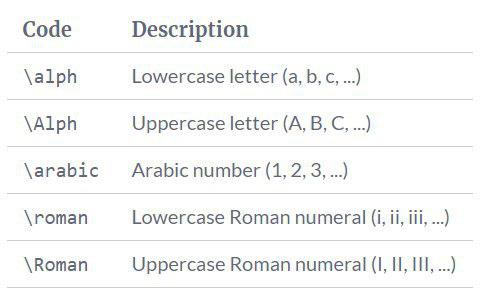 Code Description
\alph Lowercase letter (a, b, c, ...)
\Alph Uppercase letter (A, B, C, ...)
\arabic Arabic number (1, 2, 3, ...)
\roman Lowercase Roman numeral (i, ii, iii, ...)
\Roman Uppercase Roman numeral (I, II, III, ...)